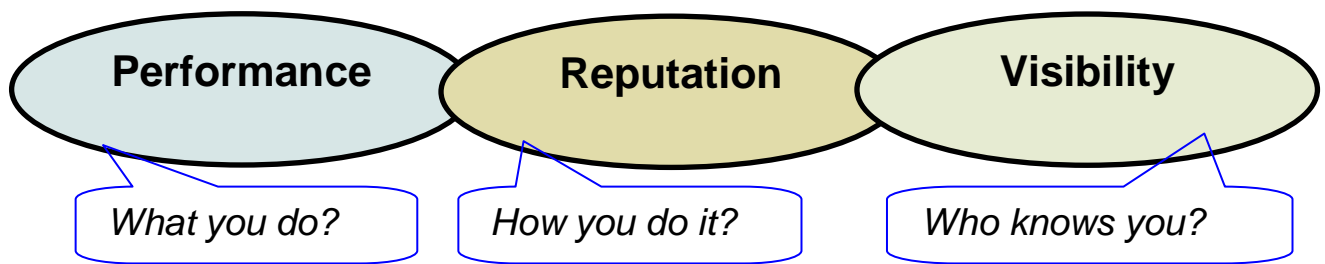 Performance
Reputation
Visibility
What you do?
How you do it?
Who knows you?